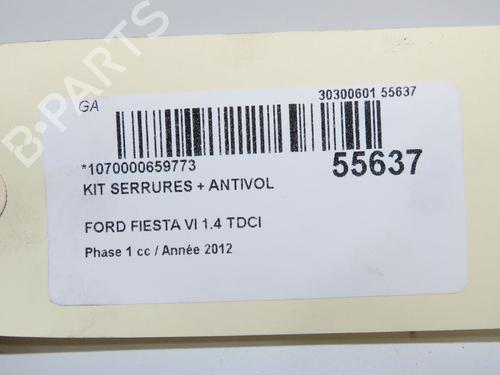 GA
30300601 55637
*1070000659773
55637
KIT SERRURES + ANTIVOL
FORD FIESTA VI 1.4 TDCI
Phase 1 cc / Année 2012
B-PARTS